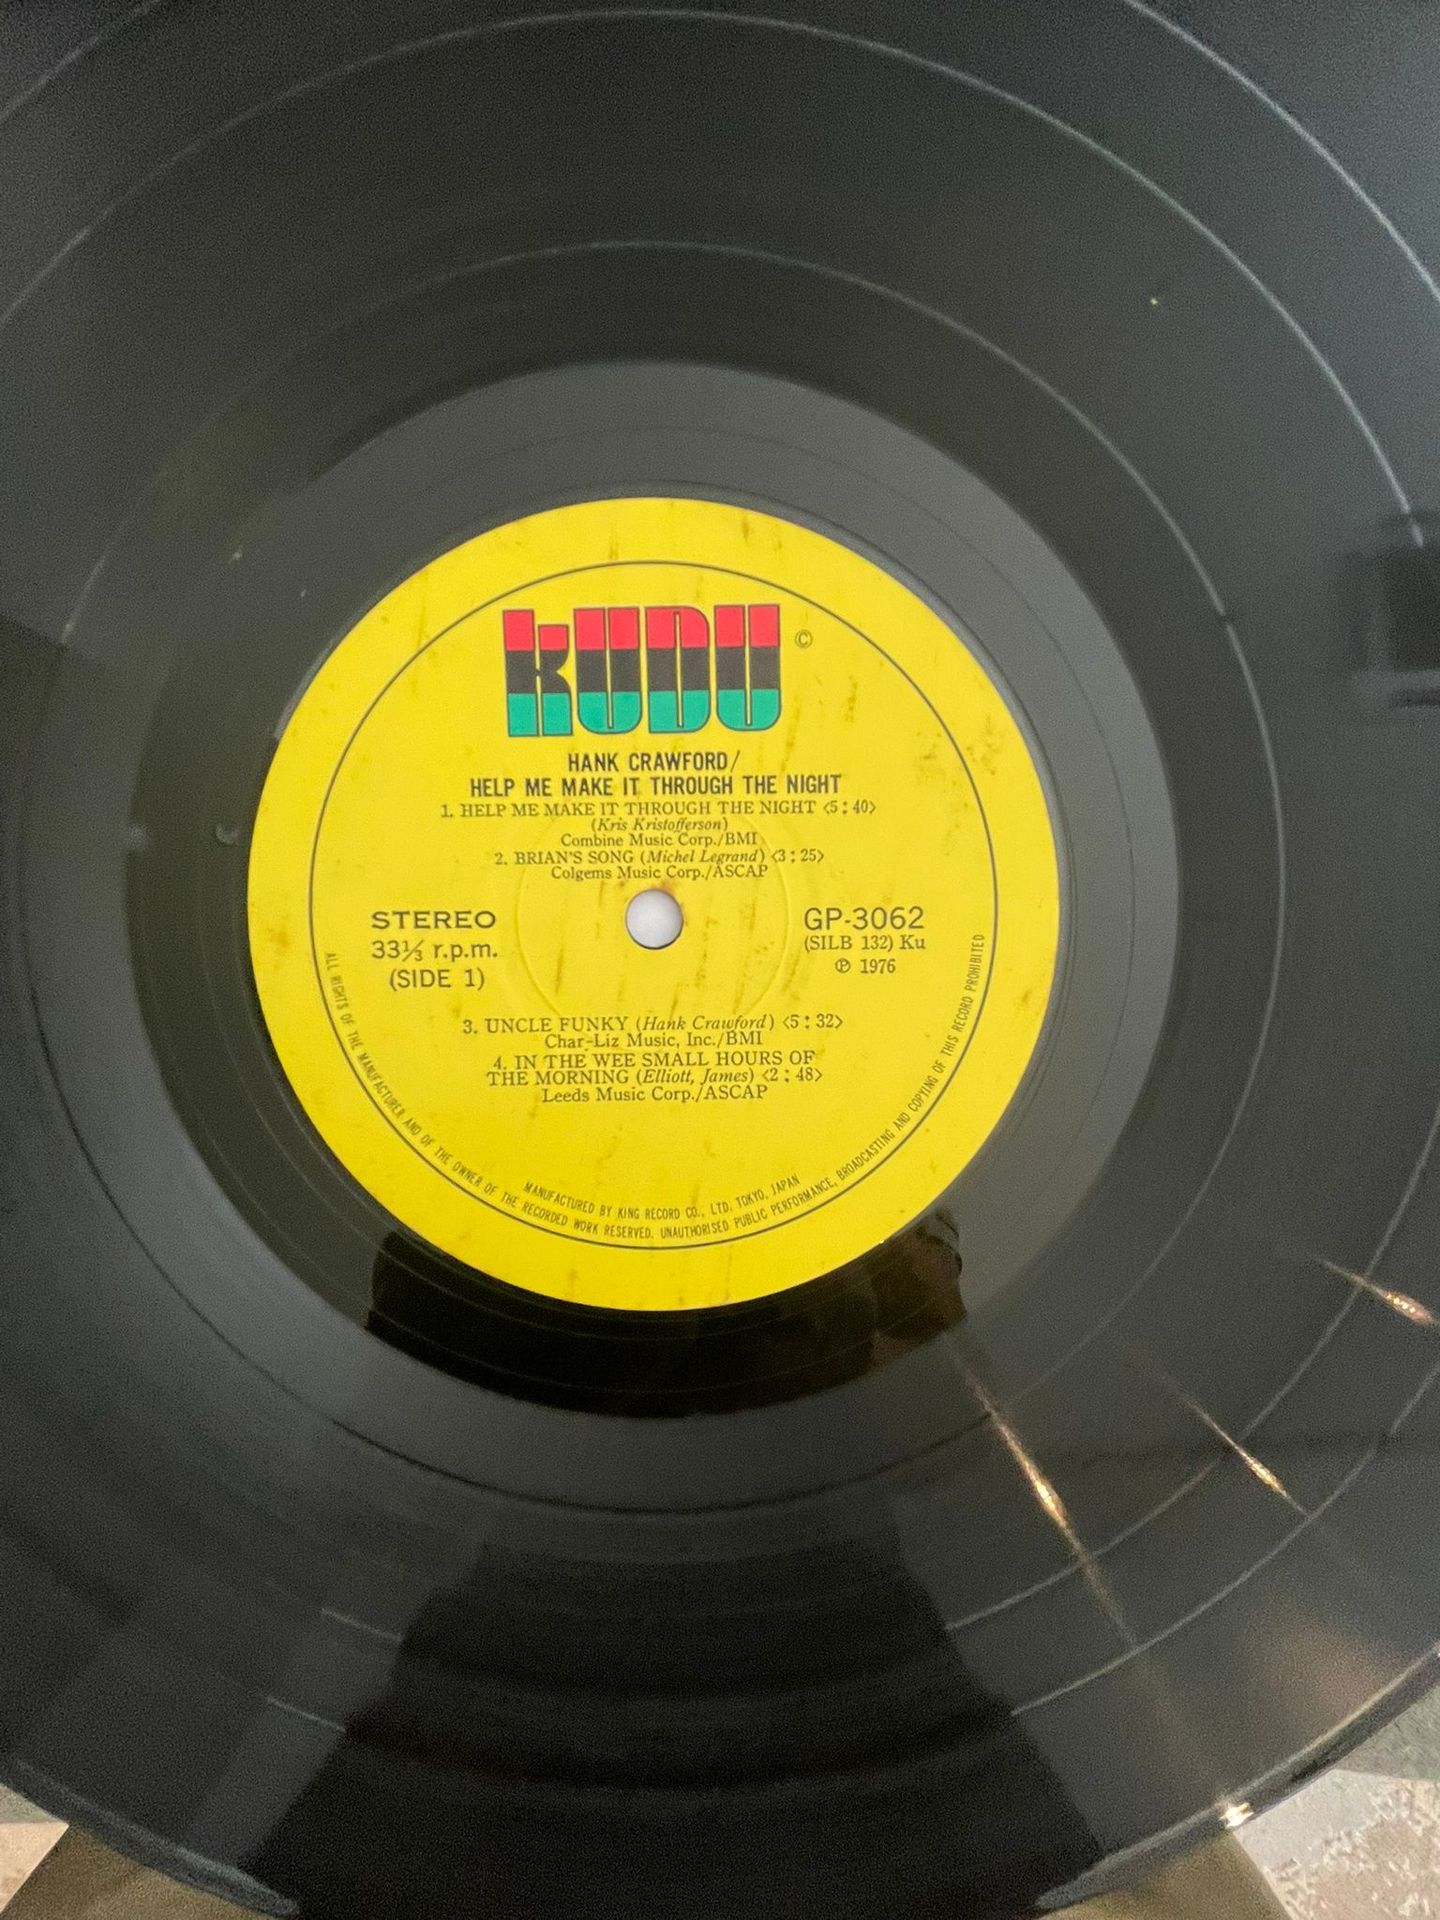 kUDU ©
HANK CRAWFORD/
HELP ME MAKE IT THROUGH THE NIGHT
1. HELP ME MAKE IT THROUGH THE NIGHT <5:40>
(Kris Kristofferson)
Combine Music Corp./BMI
2. BRIAN'S SONG (Michel Legrand) <3:25>
Colgems Music Corp./ASCAP
STEREO
33⅓ r.p.m.
(SIDE 1)
GP-3062
(SILB 132) Ku
℗ 1976
3. UNCLE FUNKY (Hank Crawford) <5:32>
Char-Liz Music, Inc./BMI
4. IN THE WEE SMALL HOURS OF
THE MORNING (Elliott, James) <2:48>
Leeds Music Corp./ASCAP
MANUFACTURED BY KING RECORD CO., LTD. TOKYO, JAPAN
ALL RIGHTS OF THE MANUFACTURER AND OF THE OWNER OF THE RECORDED WORK RESERVED. UNAUTHORISED PUBLIC PERFORMANCE, BROADCASTING AND COPYING OF THIS RECORD PROHIBITED